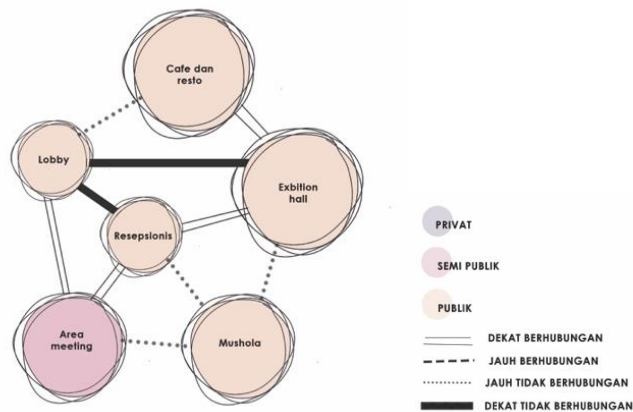 Cafe dan
resto
Lobby
Exbition
hall
Resepsionis
Area
meeting
Mushola
PRIVAT
SEMI PUBLIK
PUBLIK
DEKAT BERHUBUNGAN
JAUH BERHUBUNGAN
JAUH TIDAK BERHUBUNGAN
DEKAT TIDAK BERHUBUNGAN